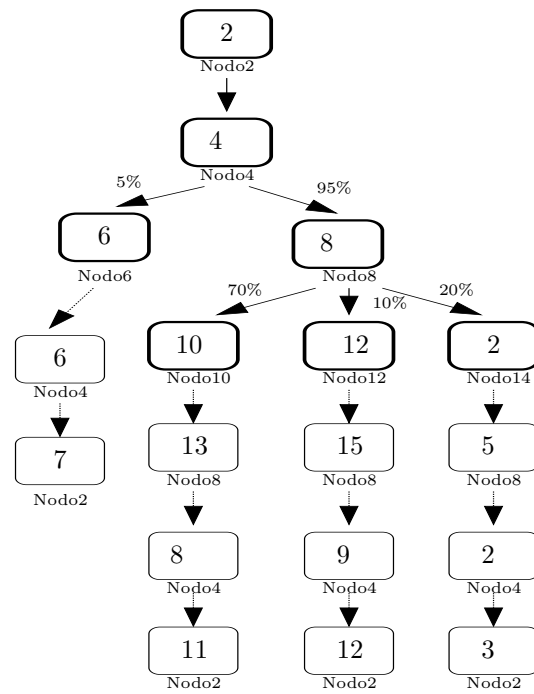 2
Nodo2
4
Nodo4
5% 95%
6 8
Nodo6 Nodo8
70% 10% 20%
6 10 12 2
Nodo4 Nodo10 Nodo12 Nodo14
7 13 15 5
Nodo2 Nodo8 Nodo8 Nodo8
8 9 2
Nodo4 Nodo4 Nodo4
11 12 3
Nodo2 Nodo2 Nodo2